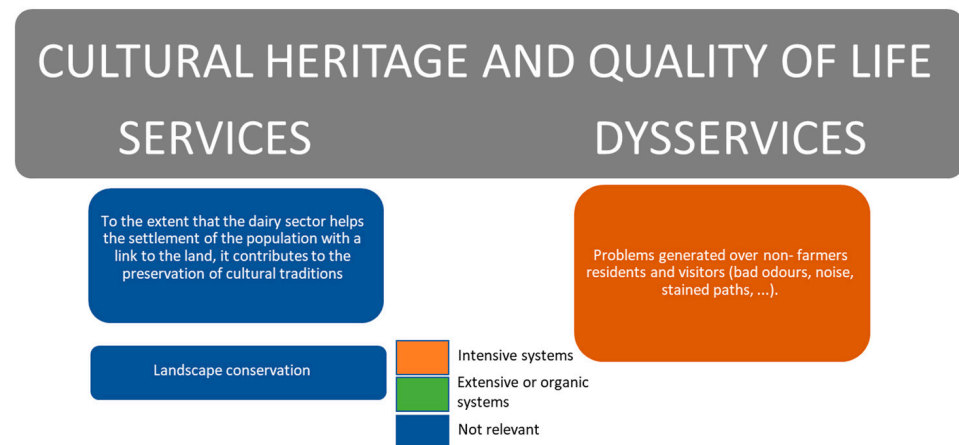 CULTURAL HERITAGE AND QUALITY OF LIFE
SERVICES
DYSSERVICES
To the extent that the dairy sector helps
the settlement of the population with a
link to the land, it contributes to the
preservation of cultural traditions
Problems generated over non- farmers
residents and visitors (bad odours, noise,
stained paths, ...).
Landscape conservation
Intensive systems
Extensive or organic
systems
Not relevant